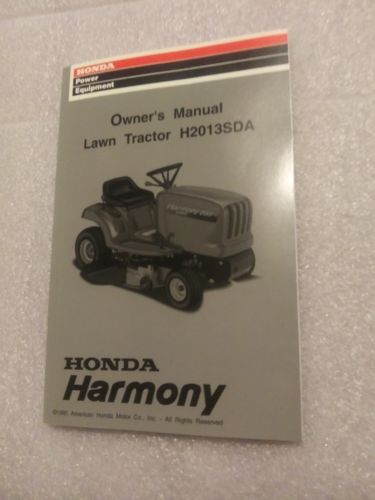 HONDA
Power
Equipment
Owner's Manual
Lawn Tractor H2013SDA
HONDA
Harmony
American Honda Motor Co., Inc. - All Rights Reserved